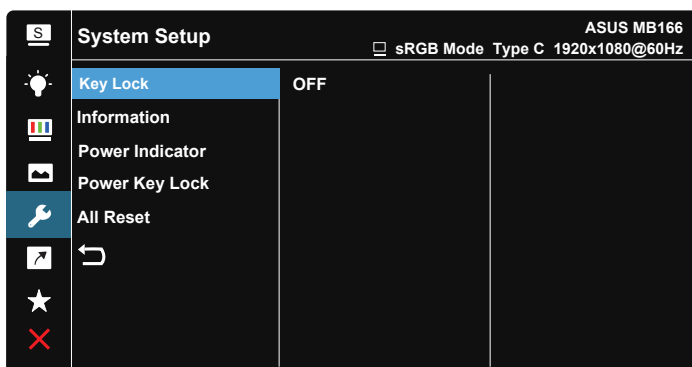 S
System Setup
ASUS MB166
sRGB Mode Type C 1920x1080@60Hz
Key Lock OFF
Information
Power Indicator
Power Key Lock
All Reset